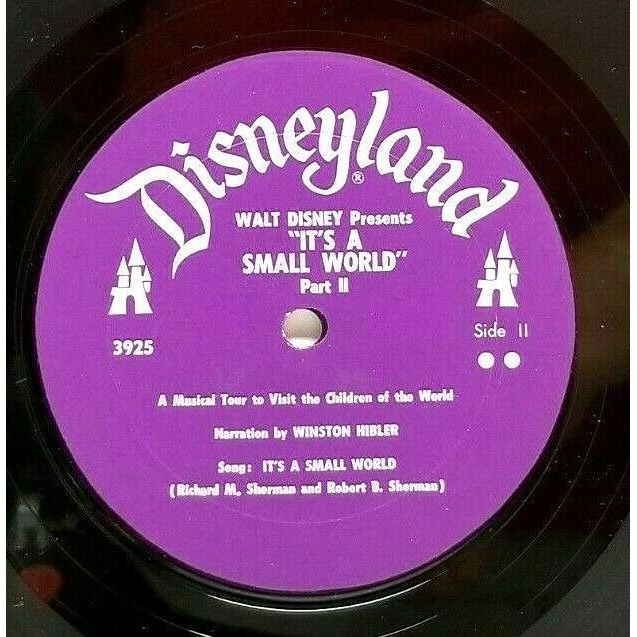 Disneyland®
WALT DISNEY Presents
"IT'S A
SMALL WORLD"
Part II
3925
Side II
A Musical Tour to Visit the Children of the World
Narration by WINSTON HIBLER
Song: IT'S A SMALL WORLD
(Richard M. Sherman and Robert B. Sherman)